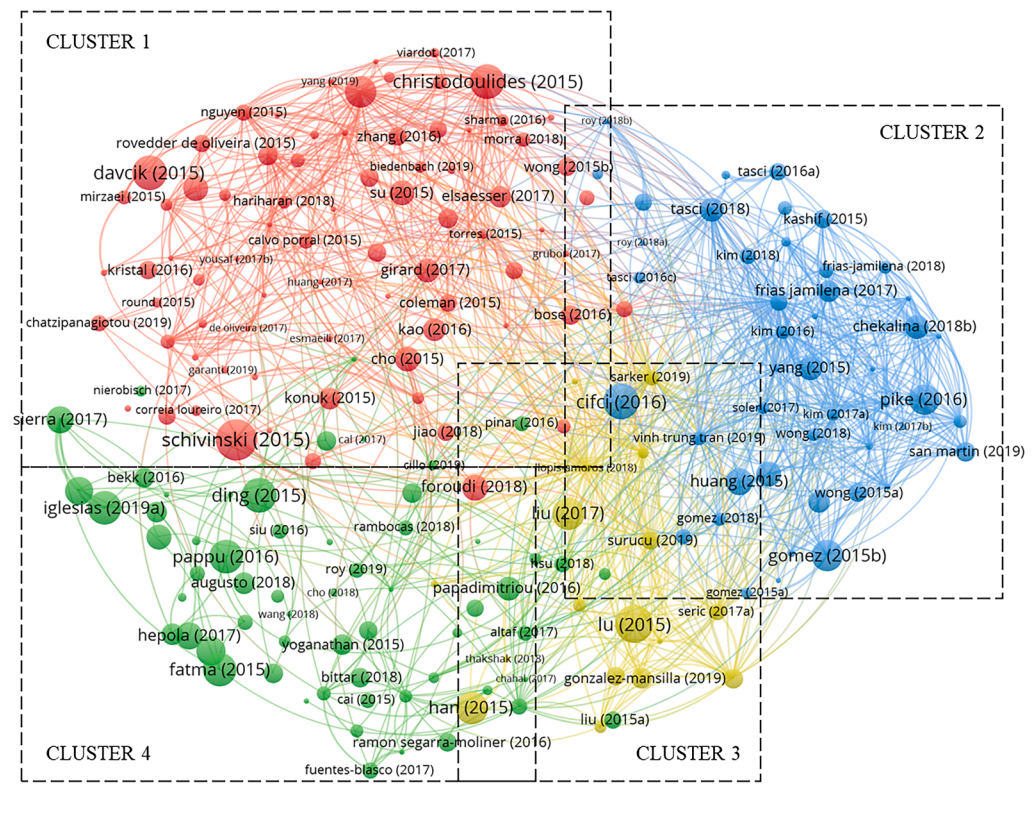 CLUSTER 1
viardot (2017)
yang (2019)
christodoulides (2015)
nguyen (2015)
sharma (2016)
roy (2018b)
CLUSTER 2
zhang (2016)
morra (2018)
rovedder de oliveira (2015)
davcik (2015)
biedenbach (2019)
wong (2015b)
tasci (2016a)
mirzaei (2015)
hariharan (2018)
su (2015)
elsaesser (2017)
tasci (2018)
kashif (2015)
calvo porral (2015)
torres (2015)
roy (2018a)
yousaf (2017b)
grubor (2017)
kim (2018)
kristal (2016)
girard (2017)
frias-jamilena (2018)
huang (2017)
tasci (2016c)
frias jamilena (2017)
round (2015)
coleman (2015)
chatzipanagiotou (2019)
de oliveira (2017)
kao (2016)
bose (2016)
kim (2016)
chekalina (2018b)
esmaeili (2017)
cho (2015)
garanti (2019)
yang (2015)
sarker (2019)
nierobisch (2017)
konuk (2015)
cifci (2016)
pike (2016)
correia loureiro (2017)
soler (2017)
kim (2017a)
sierra (2017)
pinar (2016)
kim (2017b)
schivinski (2015)
cal (2017)
jiao (2018)
vinh trung tran (2019)
wong (2018)
san martin (2019)
cillo (2019)
llopis-amoros (2018)
bekk (2016)
foroudi (2018)
huang (2015)
ding (2015)
wong (2015a)
iglesias (2019a)
liu (2017)
gomez (2018)
siu (2016)
rambocas (2018)
surucu (2019)
pappu (2016)
gomez (2015b)
roy (2019)
hsu (2018)
augusto (2018)
cho (2018)
papadimitriou (2016)
gomez (2015a)
wang (2018)
seric (2017a)
lu (2015)
hepola (2017)
altaf (2017)
yoganathan (2015)
thakshak (2018)
fatma (2015)
bittar (2018)
chahal (2017)
gonzalez-mansilla (2019)
cai (2015)
han (2015)
liu (2015a)
ramon segarra-moliner (2016)
CLUSTER 4
CLUSTER 3
fuentes-blasco (2017)